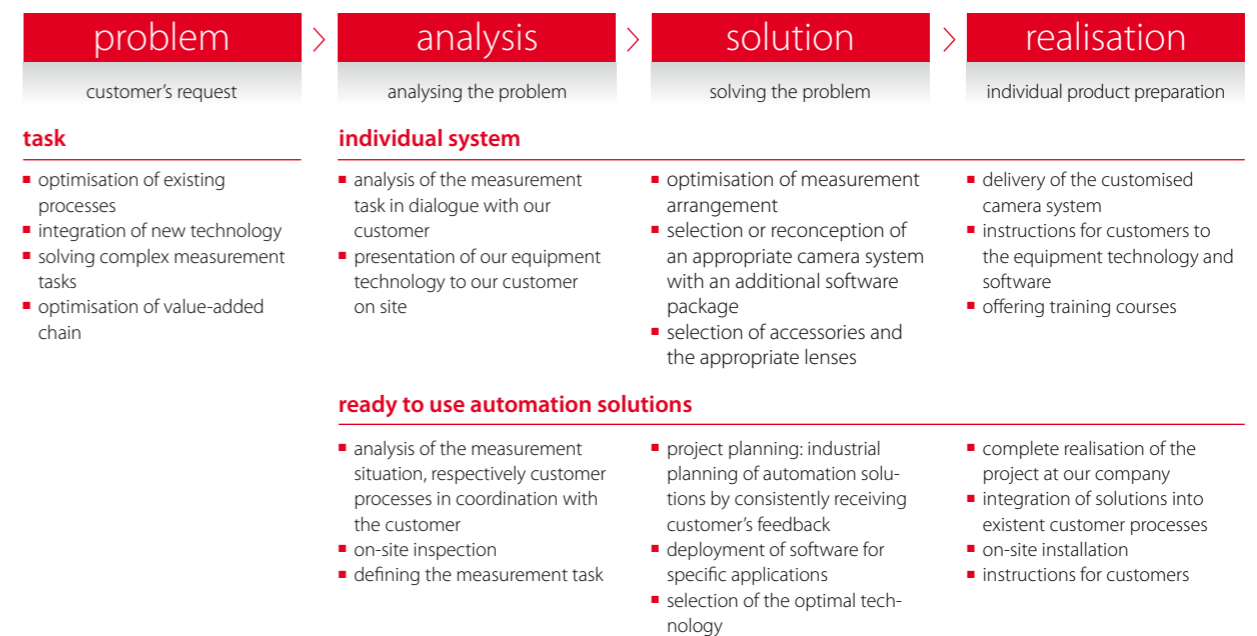 problem
analysis
solution
realisation
customer's request
analysing the problem
solving the problem
individual product preparation
task
optimisation of existing
processes
integration of new technology
solving complex measurement
tasks
optimisation of value-added
chain
individual system
analysis of the measurement
task in dialogue with our
customer
presentation of our equipment
technology to our customer
on site
optimisation of measurement
arrangement
selection or reconception of
an appropriate camera system
with an additional software
package
selection of accessories and
the appropriate lenses
delivery of the customised
camera system
instructions for customers to
the equipment technology and
software
offering training courses
ready to use automation solutions
analysis of the measurement
situation, respectively customer
processes in coordination with
the customer
on-site inspection
defining the measurement task
project planning: industrial
planning of automation solu-
tions by consistently receiving
customer's feedback
deployment of software for
specific applications
selection of the optimal tech-
nology
complete realisation of the
project at our company
integration of solutions into
existent customer processes
on-site installation
instructions for customers